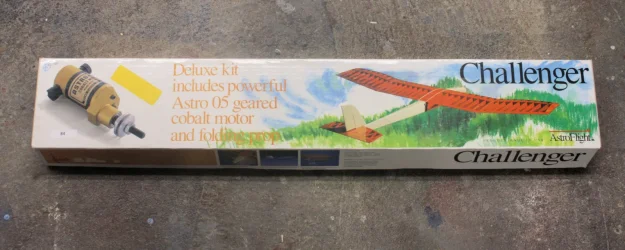 Deluxe kit
includes powerful
Astro 05 geared
cobalt motor
and folding prop
Challenger
AstroFlight
Challenger